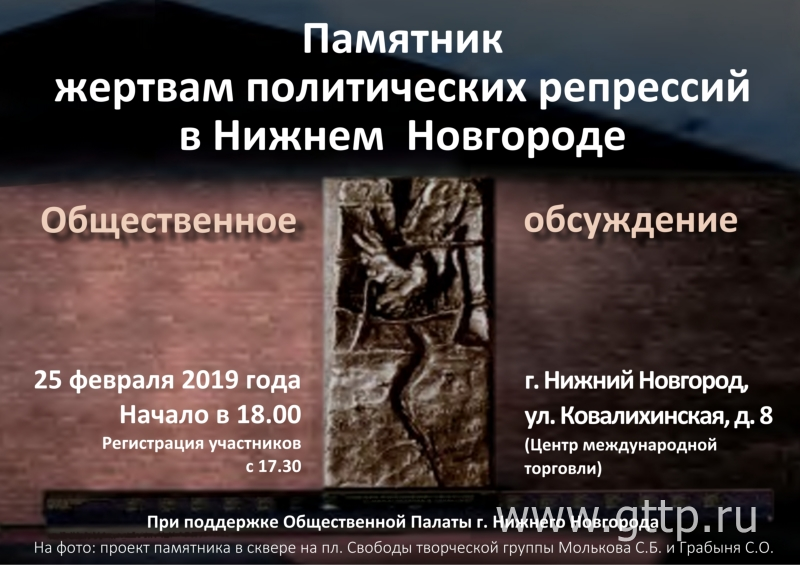 Памятник
жертвам политических репрессий
в Нижнем Новгороде
Общественное обсуждение
25 февраля 2019 года
Начало в 18.00
Регистрация участников
с 17.30
г. Нижний Новгород,
ул. Ковалихинская, д. 8
(Центр международной
торговли)
www.gttp.ru
При поддержке Общественной Палаты г. Нижнего Новгорода
На фото: проект памятника в сквере на пл. Свободы творческой группы Молькова С.Б. и Грабыня С.О.